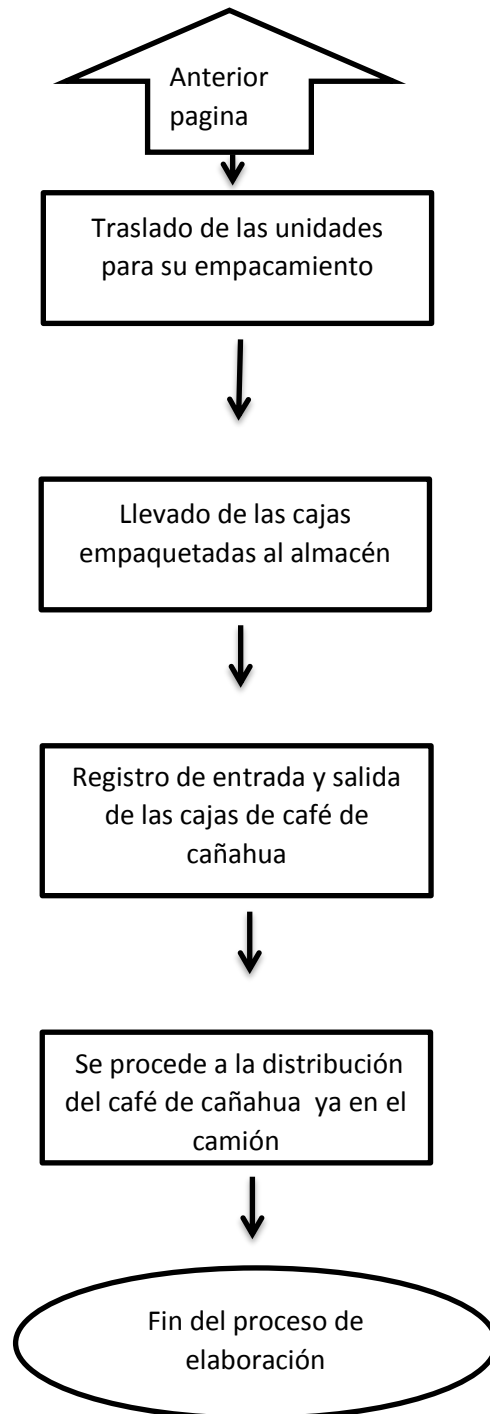 Anterior
pagina
Traslado de las unidades
para su empacamiento
Llevado de las cajas
empaquetadas al almacén
Registro de entrada y salida
de las cajas de café de
cañahua
Se procede a la distribución
del café de cañahua ya en el
camión
Fin del proceso de
elaboración